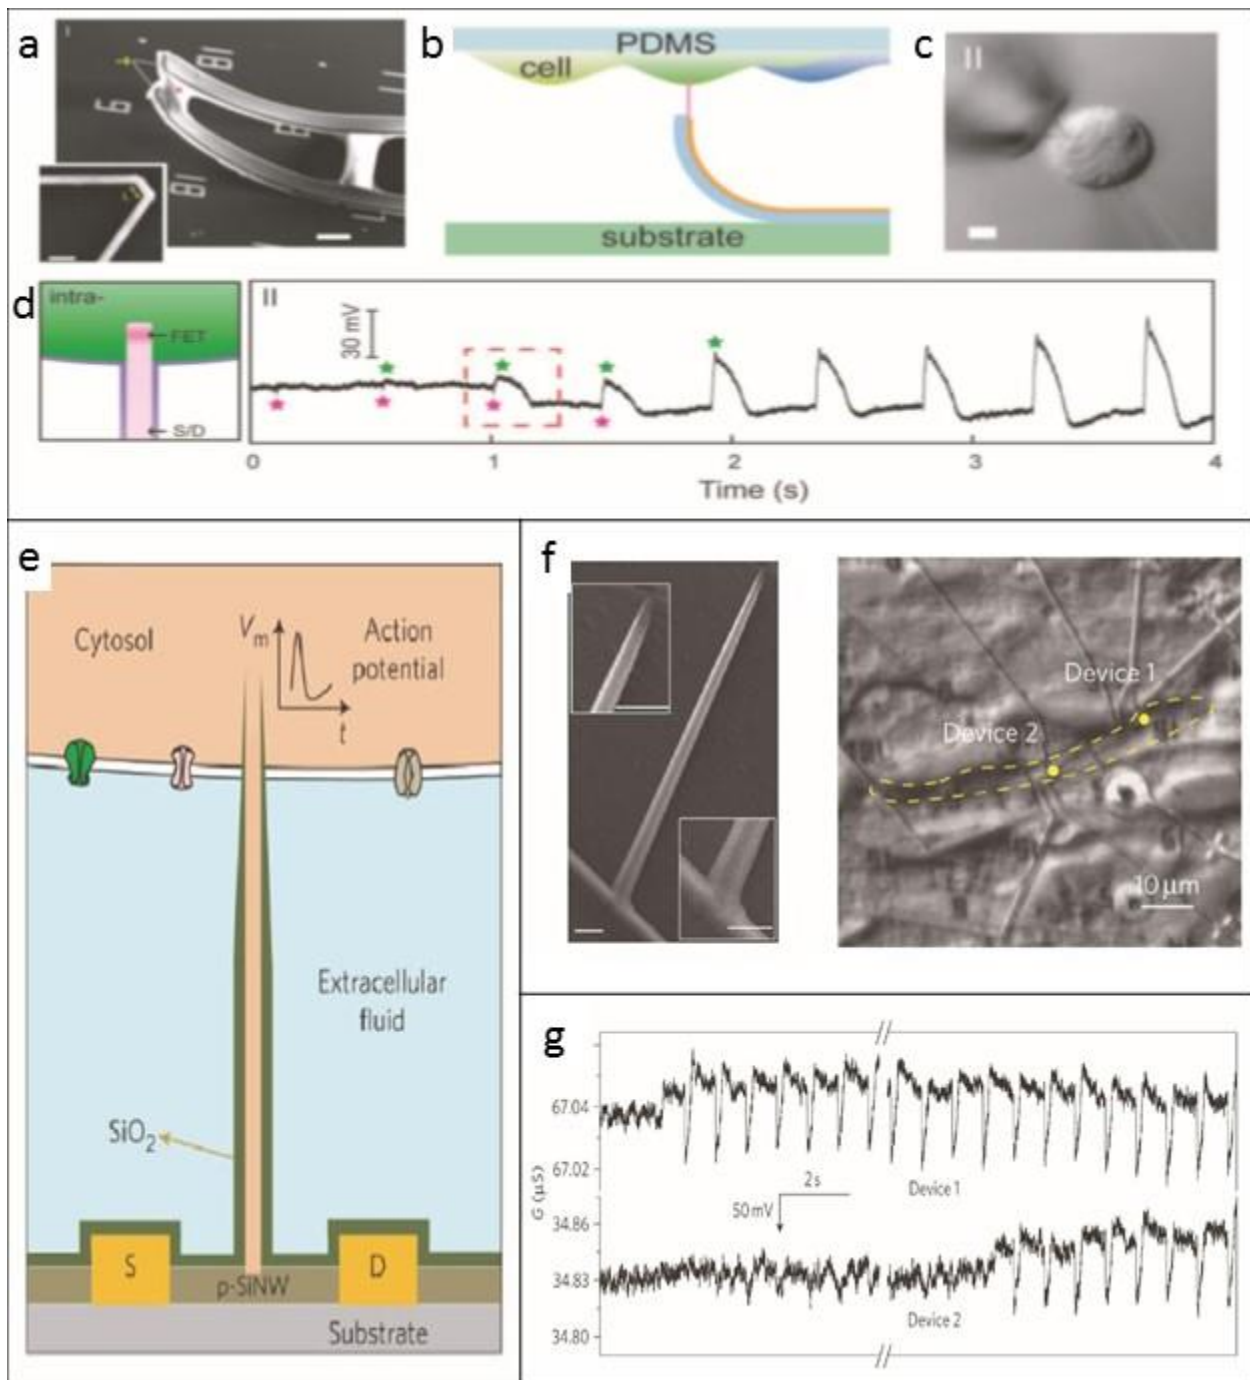 a
b
PDMS
cell
substrate
c
II
d
intra-
FET
S/D
II
30 mV
0
1
2
3
4
Time (s)
e
Cytosol
Vm
Action
potential
t
Extracellular
fluid
SiO2
S
D
p-SiNW
Substrate
f
Device 1
Device 2
10 μm
g
G (μS)
67.04
67.02
2s
50 mV
Device 1
34.86
34.83
34.80
Device 2